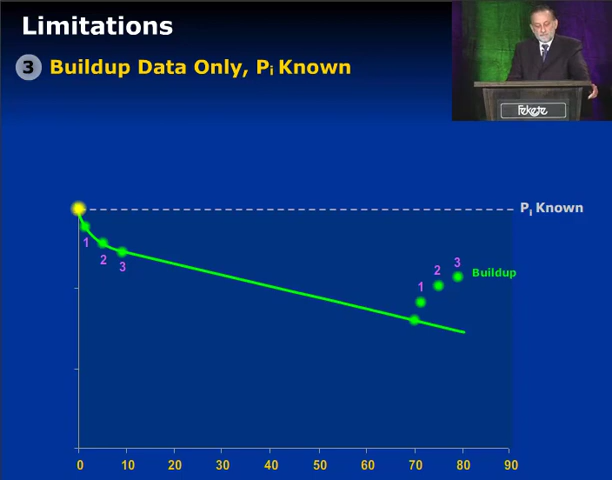 Limitations
3 Buildup Data Only, Pi Known
Fekete
Pi Known
1
2
3
1
2
3
Buildup
0 10 20 30 40 50 60 70 80 90